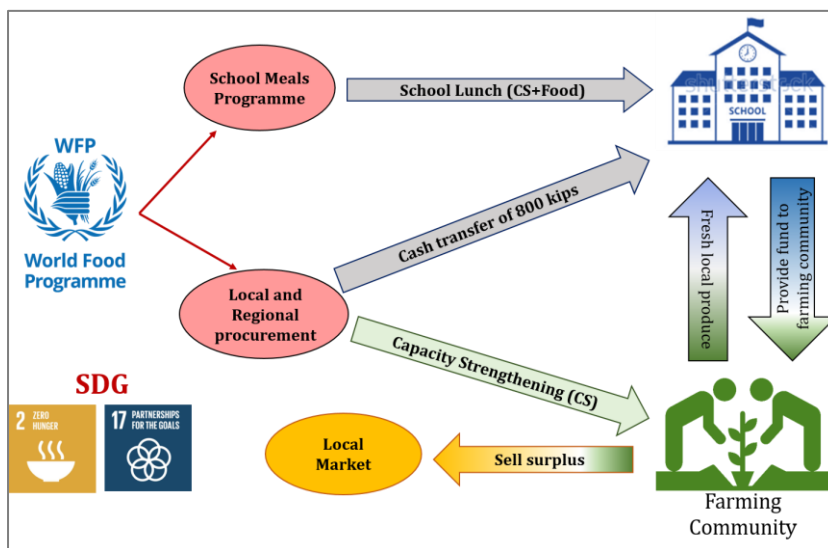 School Meals
Programme
School Lunch (CS+Food)
shutterstock
SCHOOL
WFP
World Food
Programme
Cash transfer of 800 kips
Local and
Regional
procurement
Fresh local
produce
Provide fund to
farming community
Capacity Strengthening (CS)
SDG
2 ZERO
HUNGER
17 PARTNERSHIPS
FOR THE GOALS
Local
Market
Sell surplus
Farming
Community